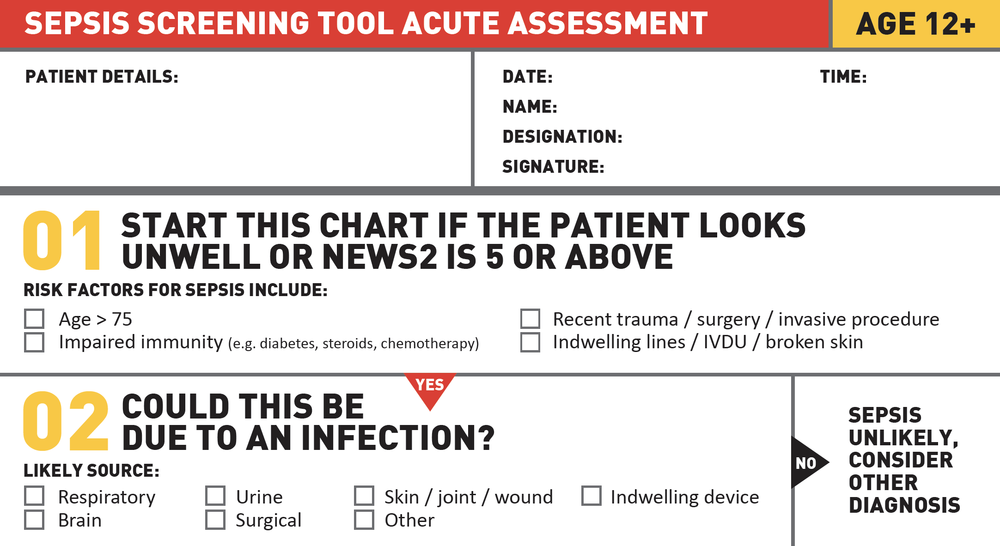 SEPSIS SCREENING TOOL ACUTE ASSESSMENT
AGE 12+
PATIENT DETAILS:
DATE:
TIME:
NAME:
DESIGNATION:
SIGNATURE:
01
START THIS CHART IF THE PATIENT LOOKS
UNWELL OR NEWS2 IS 5 OR ABOVE
RISK FACTORS FOR SEPSIS INCLUDE:
Age > 75
Impaired immunity (e.g. diabetes, steroids, chemotherapy)
Recent trauma / surgery / invasive procedure
Indwelling lines / IVDU / broken skin
YES
02
COULD THIS BE
DUE TO AN INFECTION?
LIKELY SOURCE:
Respiratory
Urine
Skin / joint / wound
Indwelling device
Brain
Surgical
Other
NO
SEPSIS
UNLIKELY,
CONSIDER
OTHER
DIAGNOSIS